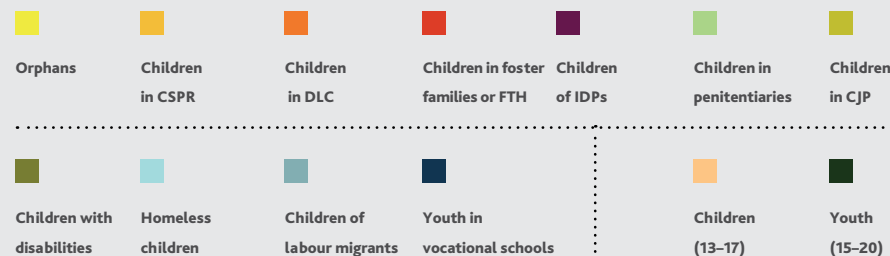 Orphans
Children
in CSPR
Children
in DLC
Children in foster
families or FTH
Children
of IDPs
Children in
penitentiaries
Children
in CJP
Children with
disabilities
Homeless
children
Children of
labour migrants
Youth in
vocational schools
Children
(13–17)
Youth
(15–20)